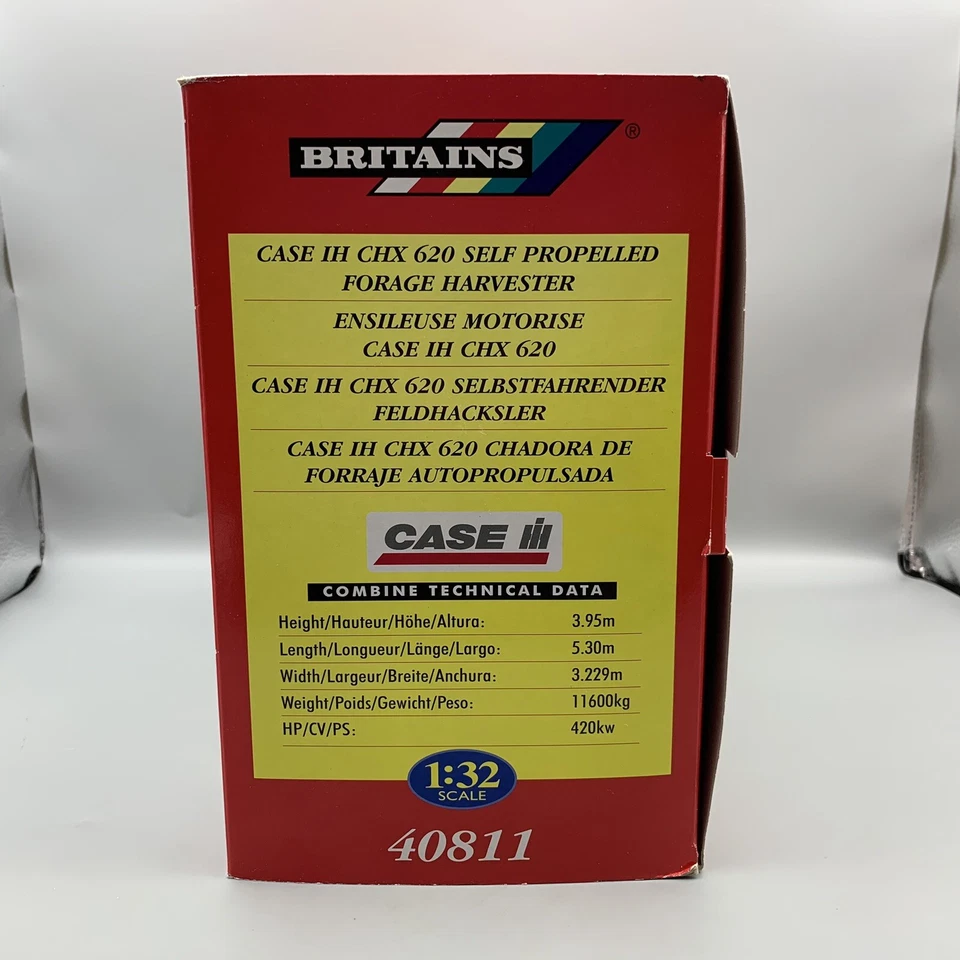 BRITAINS ®
CASE IH CHX 620 SELF PROPELLED
FORAGE HARVESTER
ENSILEUSE MOTORISE
CASE IH CHX 620
CASE IH CHX 620 SELBSTFAHRENDER
FELDHACKSLER
CASE IH CHX 620 CHADORA DE
FORRAJE AUTOPROPULSADA
CASE IH
COMBINE TECHNICAL DATA
Height/Hauteur/Höhe/Altura: 3.95m
Length/Longueur/Länge/Largo: 5.30m
Width/Largeur/Breite/Anchura: 3.229m
Weight/Poids/Gewicht/Peso: 11600kg
HP/CV/PS: 420kw
1:32
SCALE
40811